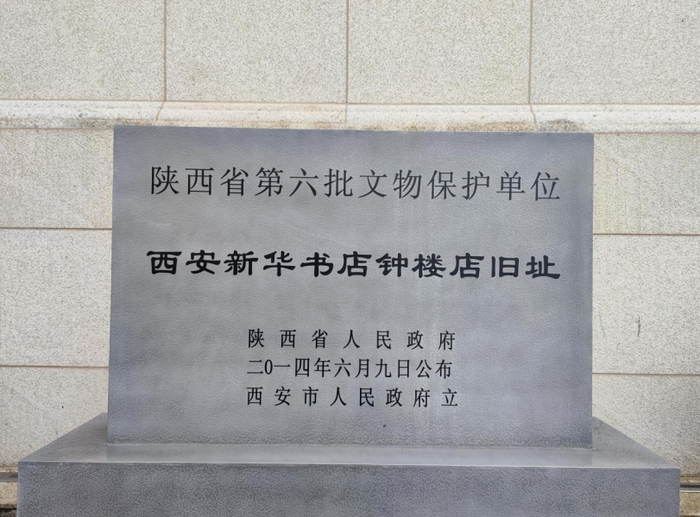 陕西省第六批文物保护单位
西安新华书店钟楼店旧址
陕西省人民政府
二〇一四年六月九日公布
西安市人民政府立